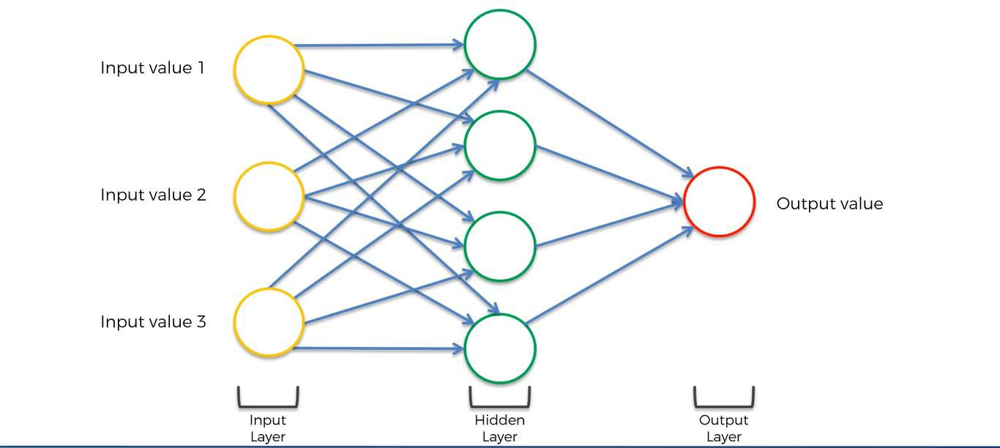 Input value 1
Input value 2
Output value
Input value 3
Input
Layer
Hidden
Layer
Output
Layer